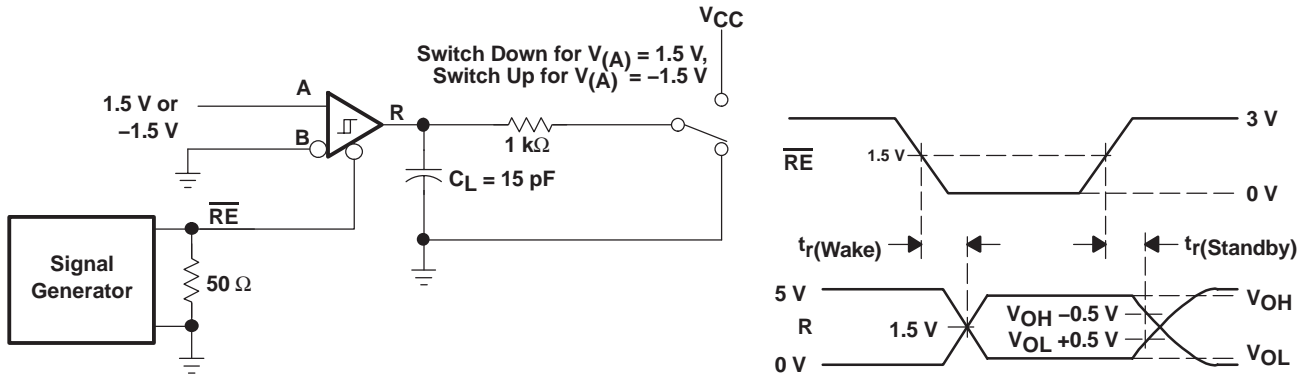 VCC
Switch Down for V(A) = 1.5 V,
Switch Up for V(A) = –1.5 V
1.5 V or
–1.5 V
A
B
R
1 kΩ
CL = 15 pF
RE
Signal
Generator
50 Ω
3 V
1.5 V
RE
0 V
tr(Wake)
tr(Standby)
5 V
R
0 V
1.5 V
VOH –0.5 V
VOL +0.5 V
VOH
VOL